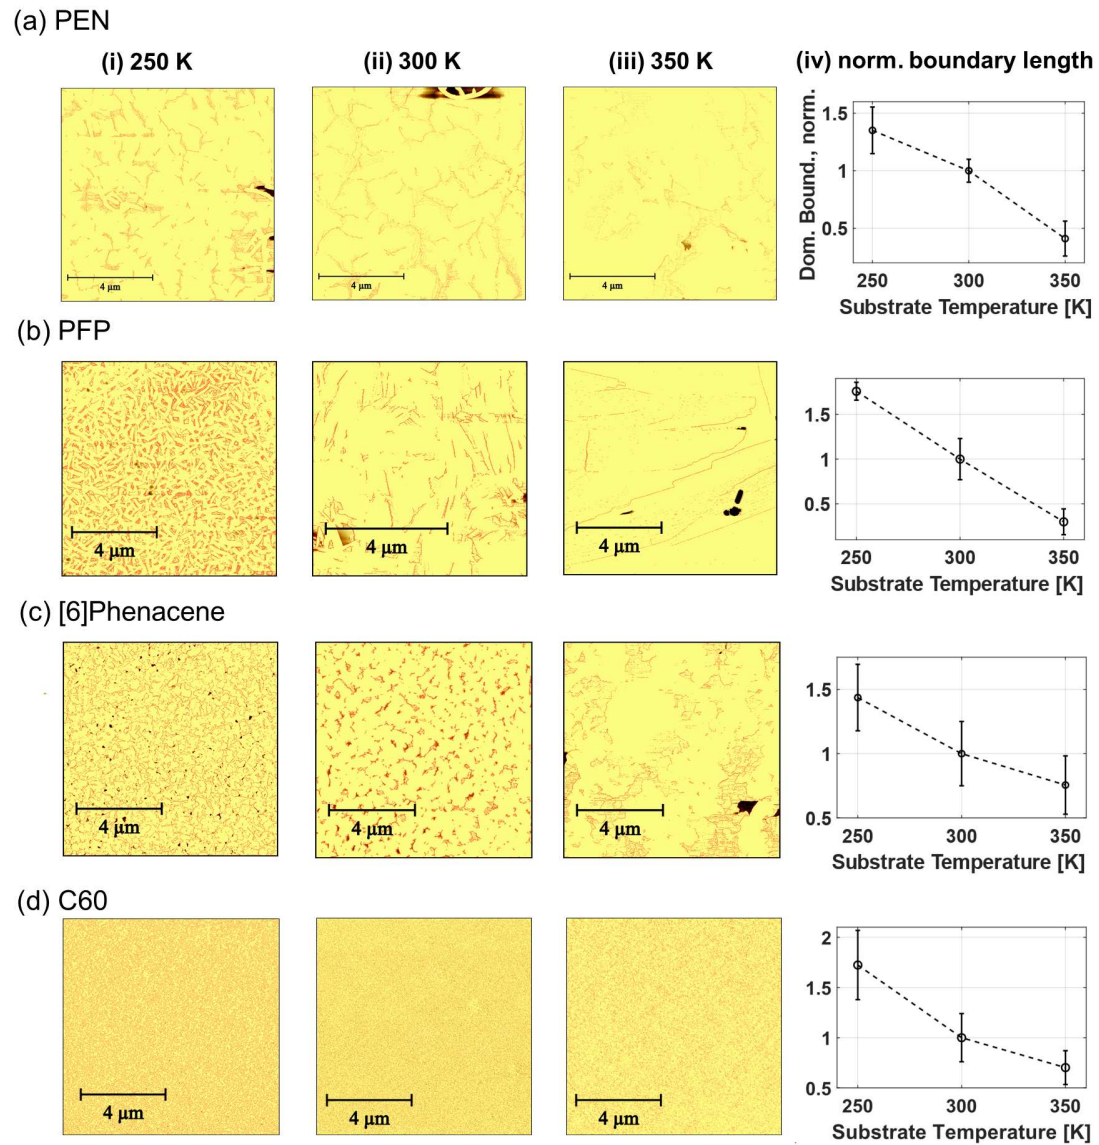 (a) PEN
(i) 250 K
(ii) 300 K
(iii) 350 K
(iv) norm. boundary length
4 μm
4 μm
4 μm
Dom. Bound., norm.
1.5
1
0.5
250
300
350
Substrate Temperature [K]
(b) PFP
4 μm
4 μm
4 μm
1.5
1
0.5
250
300
350
Substrate Temperature [K]
(c) [6]Phenacene
4 μm
4 μm
4 μm
1.5
1
0.5
250
300
350
Substrate Temperature [K]
(d) C60
4 μm
4 μm
4 μm
2
1.5
1
0.5
250
300
350
Substrate Temperature [K]